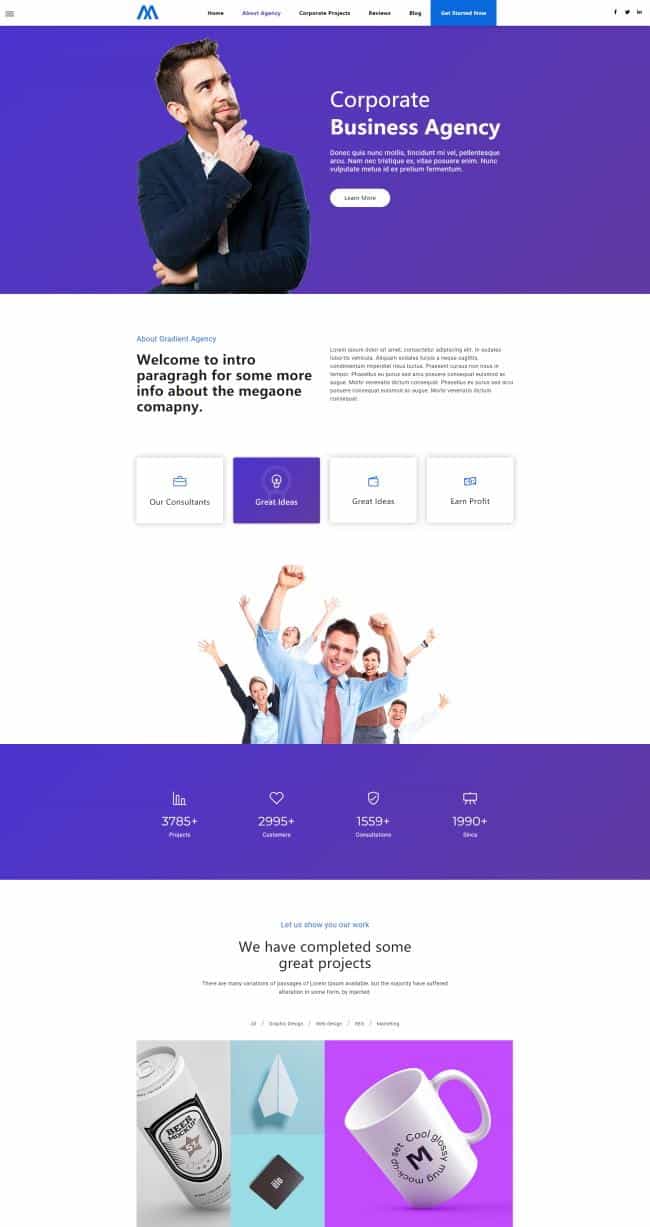 Home
About Agency
Corporate Projects
Reviews
Blog
Get Started Now
Corporate
Business Agency
Donec quis nunc mollis, tincidunt mi vel, pellentesque
arcu. Nam nec tristique ex, vitae posuere enim. Nunc
vulputate metus id ex pretium fermentum.
Learn More
About Gradient Agency
Welcome to intro
paragragh for some more
info about the megaone
comapny.
Lorem ipsum dolor sit amet, consectetur adipiscing elit. In sodales
lobortis vehicula. Aliquam sodales turpis a neque sagittis,
condimentum imperdiet risus luctus. Praesent cursus non risus in
tempor. Phasellus eu purus sed arcu posuere consequat euismod ac
augue. Morbi venenatis dictum consequat. Phasellus eu purus sed arcu
posuere consequat euismod ac augue. Morbi venenatis dictum
consequat.
Our Consultants
Great Ideas
Great Ideas
Earn Profit
3785+
Projects
2995+
Customers
1559+
Consultations
1990+
Since
Let us show you our work
We have completed some
great projects
There are many variations of passages of Lorem Ipsum available, but the majority have suffered
alteration in some form, by injected
All / Graphic Design / Web design / SEO / Marketing
BEER
MOCKUP
Cool glossy
mug mock-up set
M